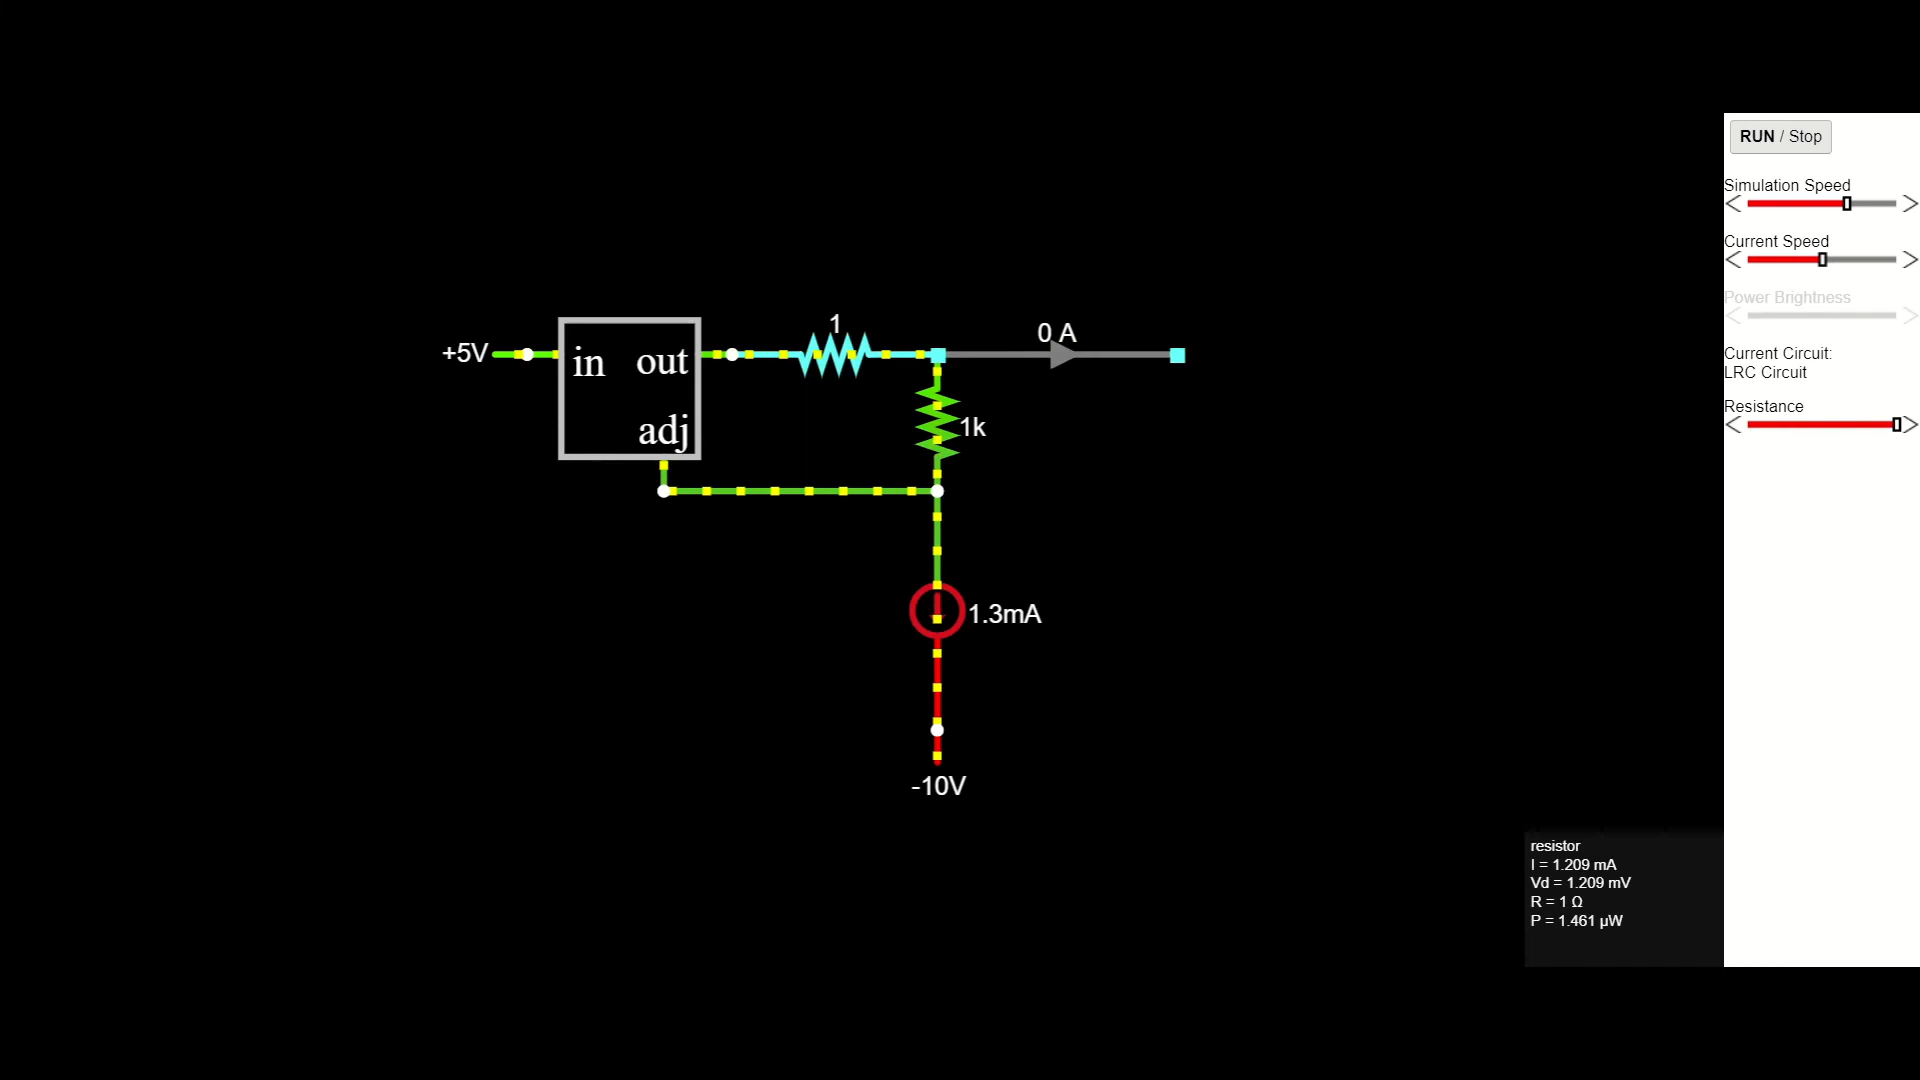 RUN / Stop
Simulation Speed
Current Speed
Power Brightness
Current Circuit:
LRC Circuit
Resistance
1
0 A
+5V
in out
adj
1k
1.3mA
-10V
resistor
I = 1.209 mA
Vd = 1.209 mV
R = 1 Ω
P = 1.461 μW